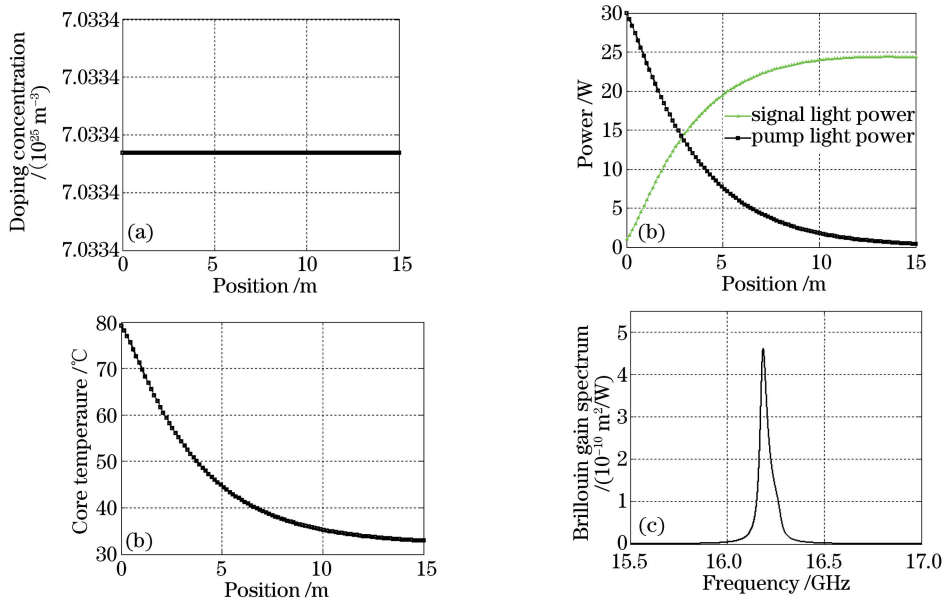 Doping concentration
/(10²⁵ m⁻³)
7.0334
7.0334
7.0334
7.0334
7.0334
(a)
0
5
10
15
Position /m
Power /W
30
25
20
15
10
5
0
signal light power
pump light power
(b)
0
5
10
15
Position /m
Core temperaure /℃
80
70
60
50
40
30
(b)
0
5
10
15
Position /m
Brillouin gain spectrum
/(10⁻¹⁰ m²/W)
5
4
3
2
1
0
(c)
15.5
16.0
16.5
17.0
Frequency /GHz